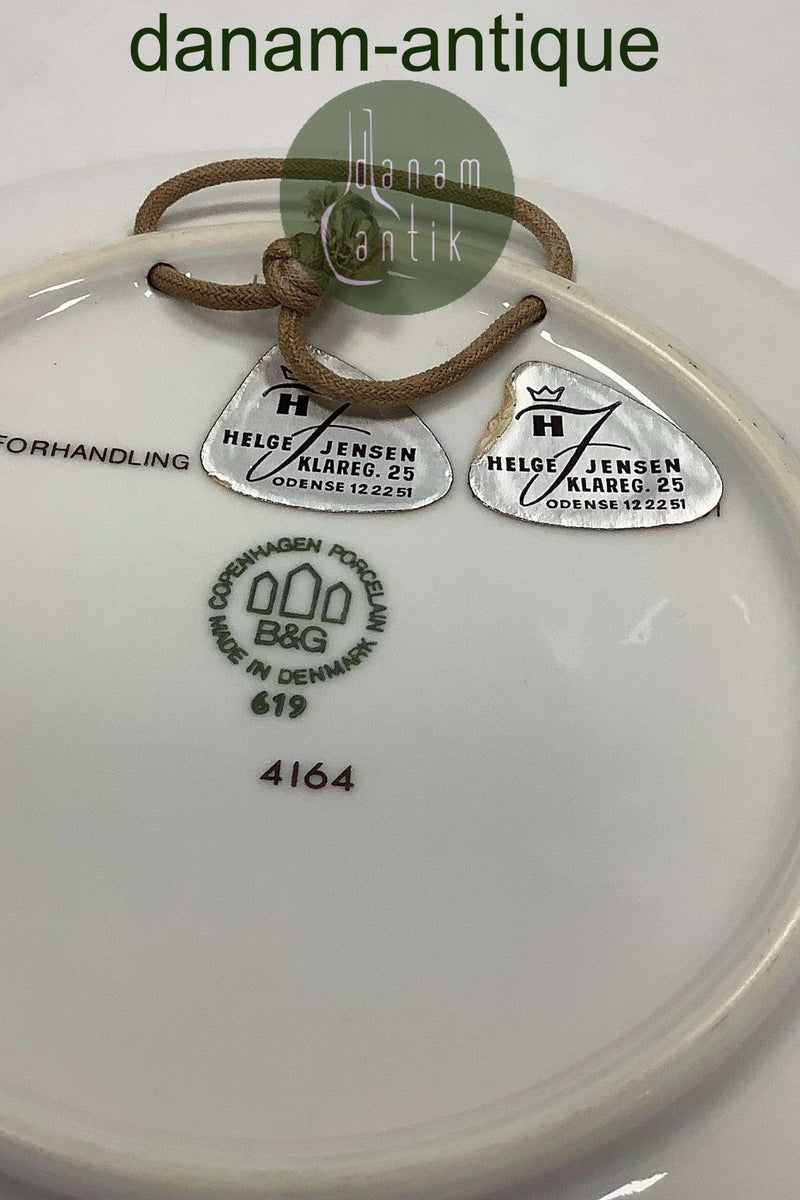 danam-antique
danam
antik
FORHANDLING
H
HELGE JENSEN
KLAREG. 25
ODENSE 12 22 51
H
HELGE JENSEN
KLAREG. 25
ODENSE 12 22 51
COPENHAGEN PORCELAIN
B&G
MADE IN DENMARK
619
4164